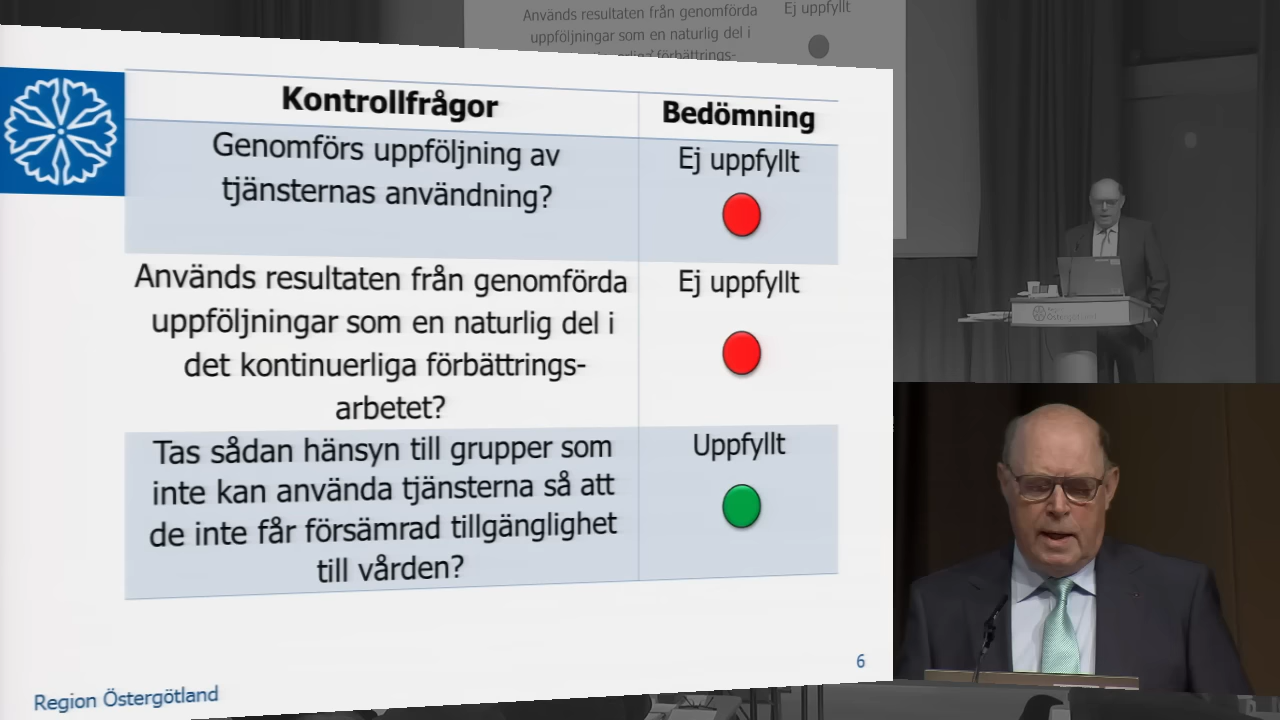 Används resultaten från genomförda
uppföljningar som en naturlig del i
förbättrings-
Ej uppfyllt
Kontrollfrågor
Bedömning
Genomförs uppföljning av
tjänsternas användning?
Ej uppfyllt
Används resultaten från genomförda
uppföljningar som en naturlig del i
det kontinuerliga förbättrings-
arbetet?
Ej uppfyllt
Tas sådan hänsyn till grupper som
inte kan använda tjänsterna så att
de inte får försämrad tillgänglighet
till vården?
Uppfyllt
6
Region Östergötland
Region
Östergötland